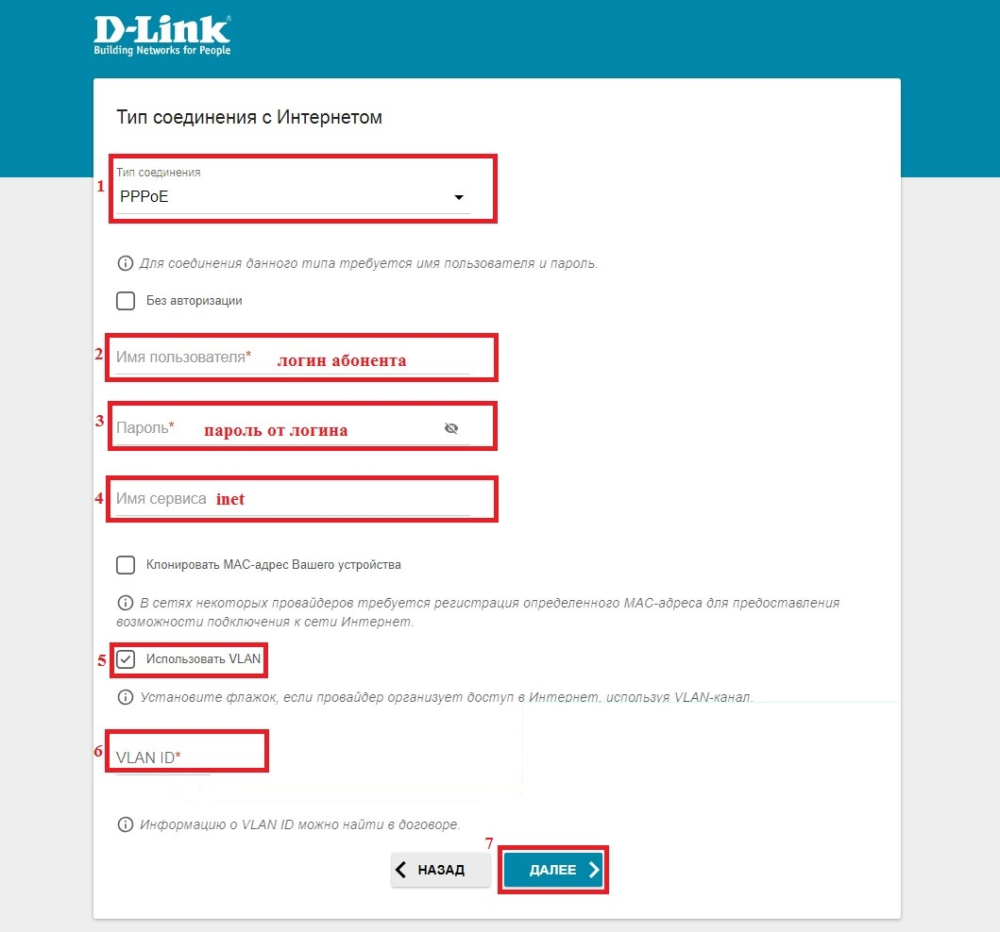 D-Link®
Building Networks for People
Тип соединения с Интернетом
1
Тип соединения
PPPoE
Для соединения данного типа требуется имя пользователя и пароль.
Без авторизации
2
Имя пользователя* логин абонента
3
Пароль* пароль от логина
4
Имя сервиса inet
Клонировать MAC-адрес Вашего устройства
В сетях некоторых провайдеров требуется регистрация определенного MAC-адреса для предоставления
возможности подключения к сети Интернет.
5 Использовать VLAN
Установите флажок, если провайдер организует доступ в Интернет, используя VLAN-канал.
6
VLAN ID*
Информацию о VLAN ID можно найти в договоре.
7
НАЗАД ДАЛЕЕ